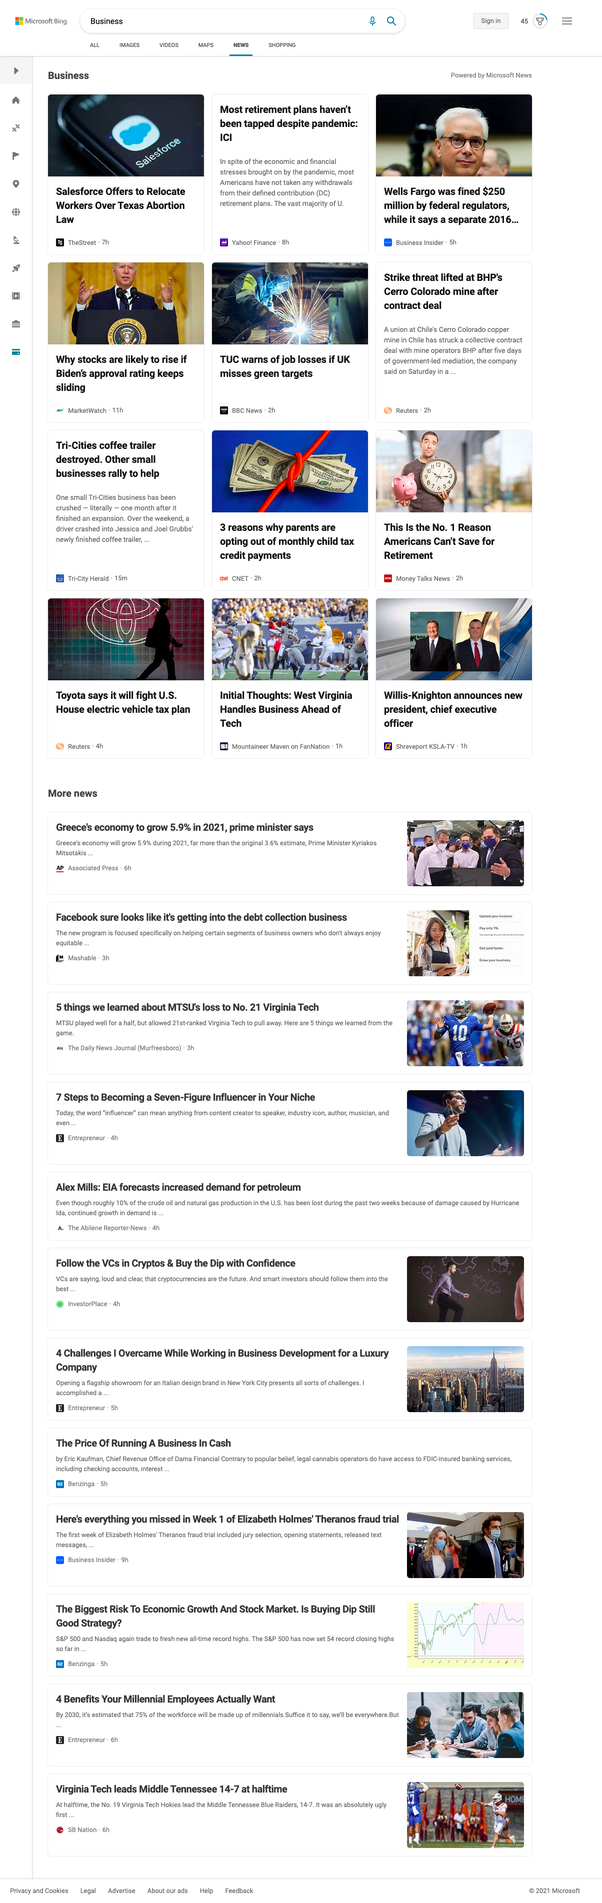 Microsoft Bing
Business
Sign in
45
ALL
IMAGES
VIDEOS
MAPS
NEWS
SHOPPING
Business
Powered by Microsoft News
Salesforce
Salesforce Offers to Relocate
Workers Over Texas Abortion
Law
TheStreet · 7h
Most retirement plans haven't
been tapped despite pandemic:
ICI
In spite of the economic and financial
stresses brought on by the pandemic, most
Americans have not taken any withdrawals
from their defined contribution (DC)
retirement plans. The vast majority of U.
Yahoo! Finance · 8h
Wells Fargo was fined $250
million by federal regulators,
while it says a separate 2016...
Business Insider · 5h
Why stocks are likely to rise if
Biden's approval rating keeps
sliding
MarketWatch · 11h
TUC warns of job losses if UK
misses green targets
BBC News · 2h
Strike threat lifted at BHP's
Cerro Colorado mine after
contract deal
A union at Chile's Cerro Colorado copper
mine in Chile has struck a collective contract
deal with mine operators BHP after five days
of government-led mediation, the company
said on Saturday in a ...
Reuters · 2h
Tri-Cities coffee trailer
destroyed. Other small
businesses rally to help
One small Tri-Cities business has been
crushed — literally — one month after it
finished an expansion. Over the weekend, a
driver crashed into Jessica and Joel Grubbs'
newly finished coffee trailer, ...
Tri-City Herald · 15m
3 reasons why parents are
opting out of monthly child tax
credit payments
CNET · 2h
This Is the No. 1 Reason
Americans Can't Save for
Retirement
Money Talks News · 2h
Toyota says it will fight U.S.
House electric vehicle tax plan
Reuters · 4h
Initial Thoughts: West Virginia
Handles Business Ahead of
Tech
Mountaineer Maven on FanNation · 1h
Willis-Knighton announces new
president, chief executive
officer
Shreveport KSLA-TV · 1h
More news
Greece's economy to grow 5.9% in 2021, prime minister says
Greece's economy will grow 5.9% during 2021, far more than the original 3.6% estimate, Prime Minister Kyriakos
Mitsotakis ...
AP
Associated Press · 6h
Facebook sure looks like it's getting into the debt collection business
The new program is focused specifically on helping certain segments of business owners who don't always enjoy
equitable ...
Mashable · 3h
Upload your invoices.
Pay only 1%
Get paid faster.
Grow your business.
5 things we learned about MTSU's loss to No. 21 Virginia Tech
MTSU played well for a half, but allowed 21st-ranked Virginia Tech to pull away. Here are 5 things we learned from the
game.
The Daily News Journal (Murfreesboro) · 3h
10
45
7 Steps to Becoming a Seven-Figure Influencer in Your Niche
Today, the word "influencer" can mean anything from content creator to speaker, industry icon, author, musician, and
even ...
E
Entrepreneur · 4h
Alex Mills: EIA forecasts increased demand for petroleum
Even though roughly 10% of the crude oil and natural gas production in the U.S. has been lost during the past two weeks because of damage caused by Hurricane
Ida, continued growth in demand is ...
The Abilene Reporter-News · 4h
Follow the VCs in Cryptos & Buy the Dip with Confidence
VCs are saying, loud and clear, that cryptocurrencies are the future. And smart investors should follow them into the
best ...
InvestorPlace · 4h
4 Challenges I Overcame While Working in Business Development for a Luxury
Company
Opening a flagship showroom for an Italian design brand in New York City presents all sorts of challenges. I
accomplished a ...
E
Entrepreneur · 5h
The Price Of Running A Business In Cash
by Eric Kaufman, Chief Revenue Office of Dama Financial Contrary to popular belief, legal cannabis operators do have access to FDIC-insured banking services,
including checking accounts, interest ...
Benzinga · 5h
Here's everything you missed in Week 1 of Elizabeth Holmes' Theranos fraud trial
The first week of Elizabeth Holmes' Theranos fraud trial included jury selection, opening statements, released text
messages, ...
Business Insider · 9h
The Biggest Risk To Economic Growth And Stock Market. Is Buying Dip Still
Good Strategy?
S&P 500 and Nasdaq again trade to fresh new all-time record highs. The S&P 500 has now set 54 record closing highs
so far in ...
Benzinga · 5h
4 Benefits Your Millennial Employees Actually Want
By 2030, it's estimated that 75% of the workforce will be made up of millennials.Suffice it to say, we'll be everywhere.But
...
E
Entrepreneur · 6h
Virginia Tech leads Middle Tennessee 14-7 at halftime
At halftime, the No. 19 Virginia Tech Hokies lead the Middle Tennessee Blue Raiders, 14-7. It was an absolutely ugly
first ...
SB Nation · 6h
HOM
Privacy and Cookies
Legal
Advertise
About our ads
Help
Feedback
© 2021 Microsoft